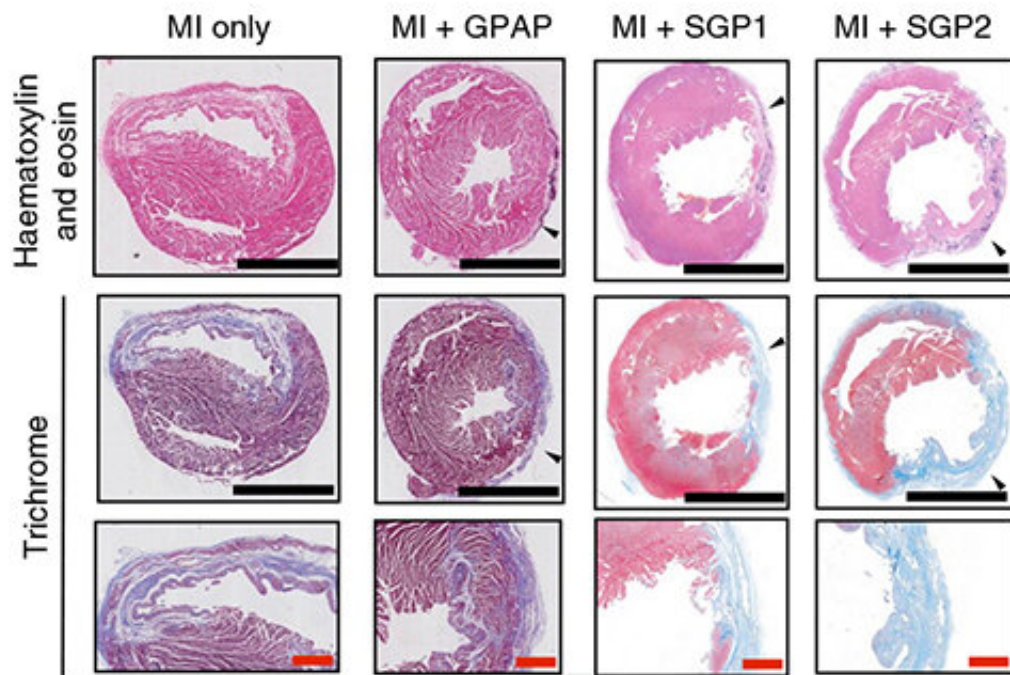 MI only
MI + GPAP
MI + SGP1
MI + SGP2
Haematoxylin
and eosin
Trichrome